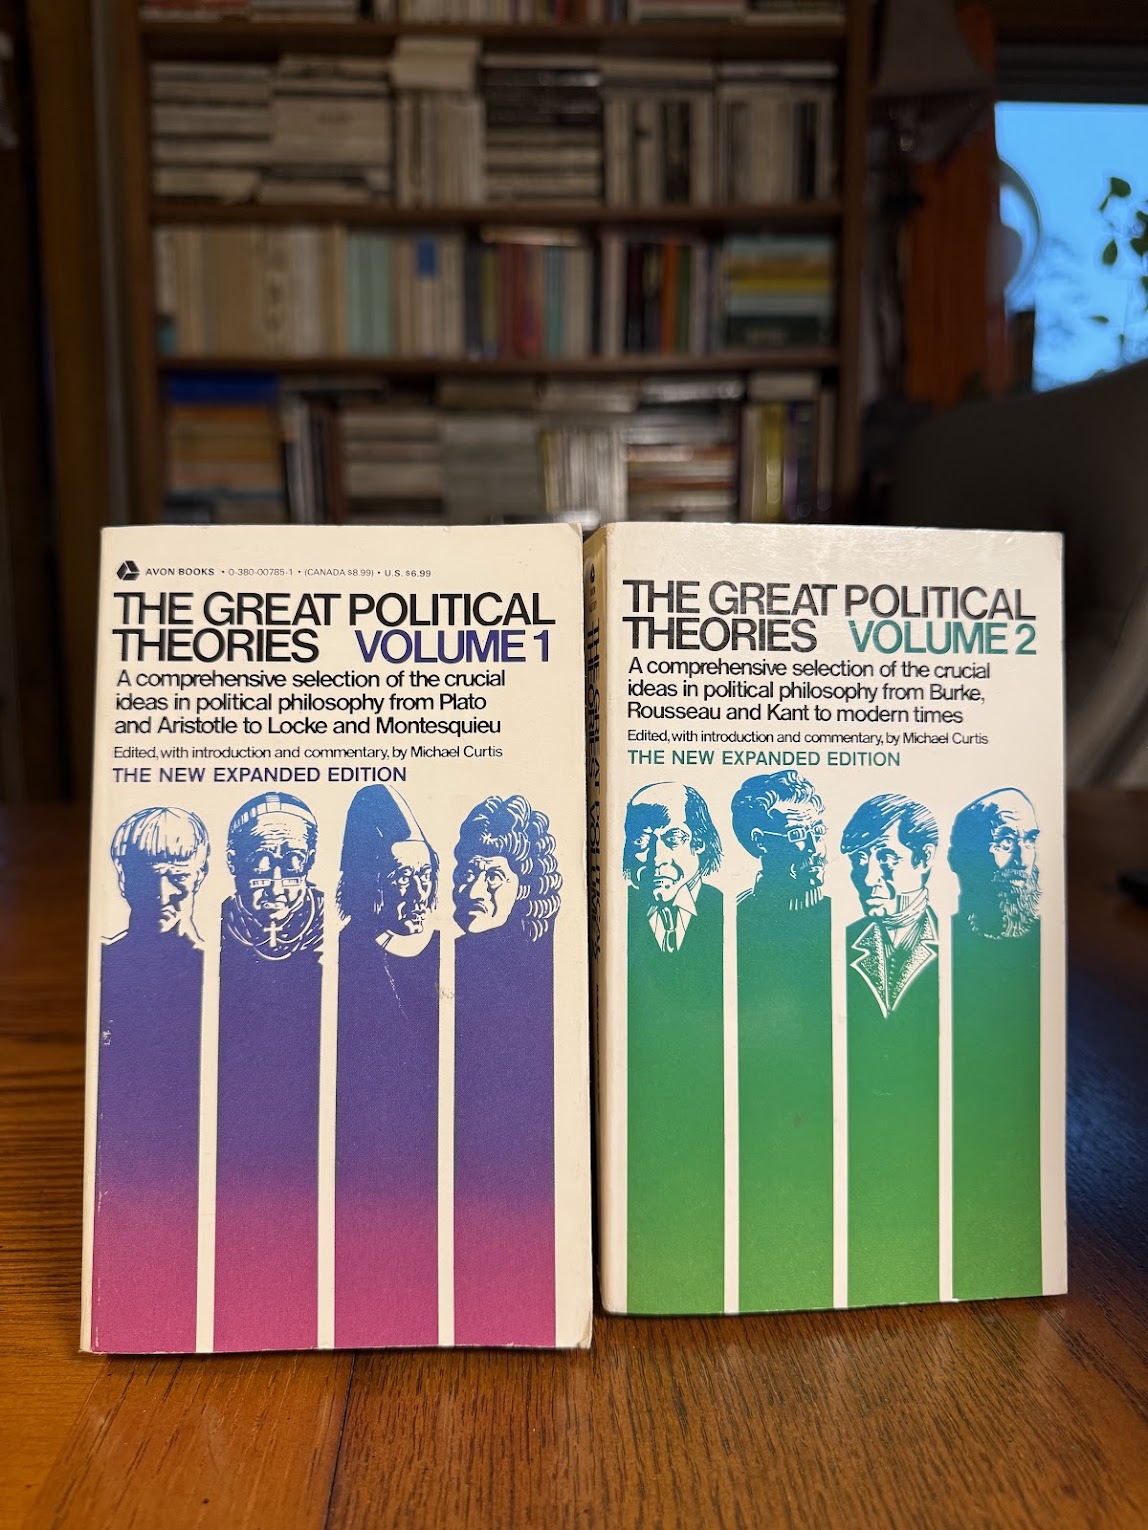 AVON BOOKS • 0-380-00785-1 • (CANADA $8.99) • U.S. $6.99
THE GREAT POLITICAL
THEORIES VOLUME 1
A comprehensive selection of the crucial
ideas in political philosophy from Plato
and Aristotle to Locke and Montesquieu
Edited, with introduction and commentary, by Michael Curtis
THE NEW EXPANDED EDITION
THE GREAT POLITICAL
THEORIES VOLUME 2
A comprehensive selection of the crucial
ideas in political philosophy from Burke,
Rousseau and Kant to modern times
Edited, with introduction and commentary, by Michael Curtis
THE NEW EXPANDED EDITION